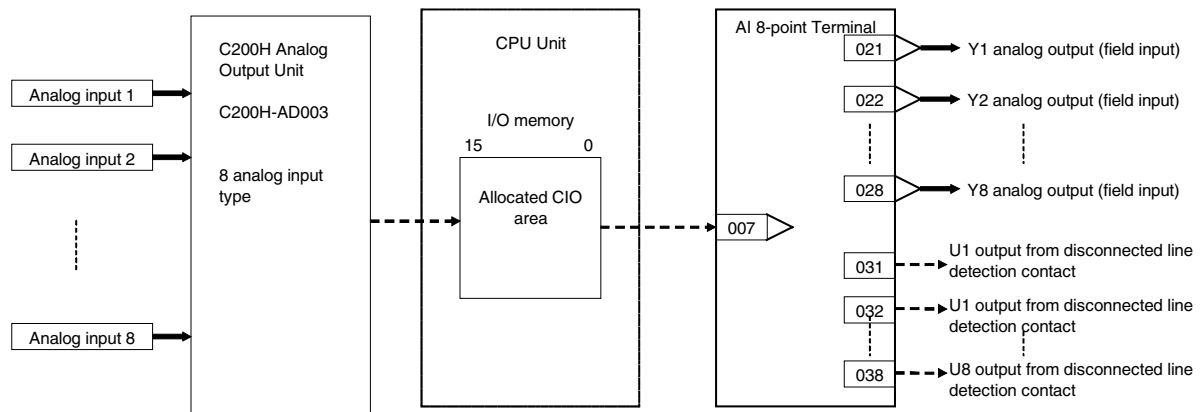 C200H Analog
Output Unit
C200H-AD003
8 analog input
type
Analog input 1
Analog input 2
Analog input 8
CPU Unit
I/O memory
15 0
Allocated CIO
area
AI 8-point Terminal
007
021
Y1 analog output (field input)
022
Y2 analog output (field input)
028
Y8 analog output (field input)
031
U1 output from disconnected line
detection contact
032
U1 output from disconnected line
detection contact
038
U8 output from disconnected line
detection contact